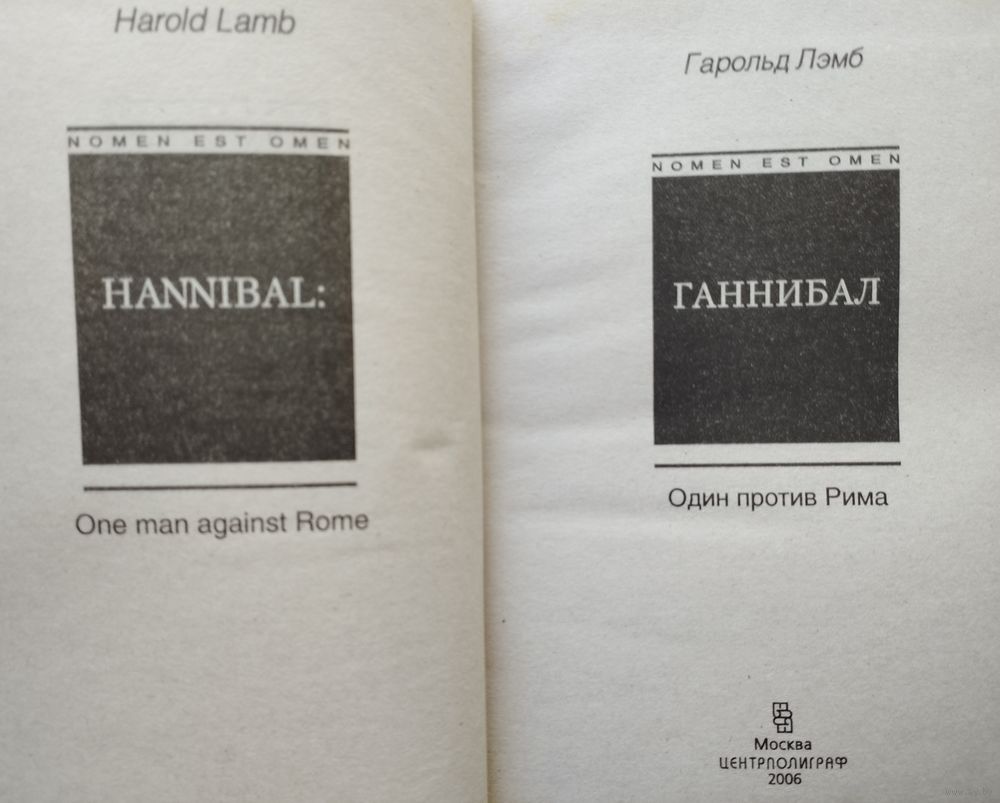 Harold Lamb
NOMEN EST OMEN
HANNIBAL:
One man against Rome
Гарольд Лэмб
NOMEN EST OMEN
ГАННИБАЛ
Один против Рима
Москва
ЦЕНТРПОЛИГРАФ
2006